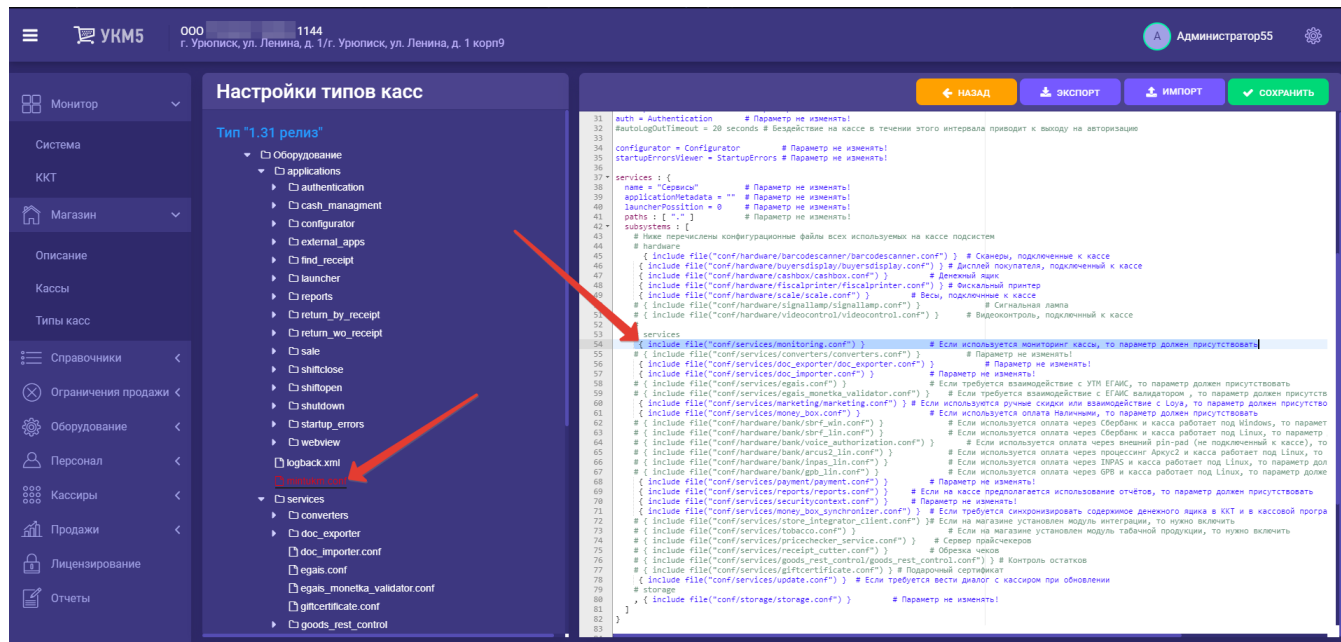 УКМ5
ООО 1144
г. Урюписк, ул. Ленина, д. 1/г. Урюписк, ул. Ленина, д. 1 корп9
А Администратор55
Монитор
Система
ККТ
Магазин
Описание
Кассы
Типы касс
Справочники
Ограничения продажи
Оборудование
Персонал
Кассиры
Продажи
Лицензирование
Отчеты
Настройки типов касс
Тип "1.31 релиз"
Оборудование
applications
authentication
cash_managment
configurator
external_apps
find_receipt
launcher
reports
return_by_receipt
return_wo_receipt
sale
shiftclose
shiftopen
shutdown
startup_errors
webview
logback.xml
services
converters
doc_exporter
doc_importer.conf
egais.conf
egais_monetka_validator.conf
giftcertificate.conf
goods_rest_control
НАЗАД
ЭКСПОРТ
ИМПОРТ
СОХРАНИТЬ
31 auth = Authentication # Параметр не изменять!
32 #autoLogOutTimeout = 20 seconds # Бездействие на кассе в течении этого интервала приводит к выходу на авторизацию
33
34 configurator = Configurator # Параметр не изменять!
35 startupErrorsViewer = StartupErrors # Параметр не изменять!
36
37 services : {
38 name = "Сервисы" # Параметр не изменять!
39 applicationMetadata = "" # Параметр не изменять!
40 launcherPossition = 0 # Параметр не изменять!
41 paths : [ "." ] # Параметр не изменять!
42 subsystems : [
43 # Ниже перечислены конфигурационные файлы всех используемых на кассе подсистем
44 # hardware
45 { include file("conf/hardware/barcodescanner/barcodescanner.conf") } # Сканеры, подключенные к кассе
46 { include file("conf/hardware/buyersdisplay/buyersdisplay.conf") } # Дисплей покупателя, подключенный к кассе
47 { include file("conf/hardware/cashbox/cashbox.conf") } # Денежный ящик
48 { include file("conf/hardware/fiscalprinter/fiscalprinter.conf") } # Фискальный принтер
49 { include file("conf/hardware/scale/scale.conf") } # Весы, подключнные к кассе
50 # { include file("conf/hardware/signallamp/signallamp.conf") } # Сигнальная лампа
51 # { include file("conf/hardware/videocontrol/videocontrol.conf") } # Видеоконтроль, подключнный к кассе
52
53 services
54 { include file("conf/services/monitoring.conf") } # Если используется мониторинг кассы, то параметр должен присутствовать
55 # { include file("conf/services/converters/converters.conf") } # Параметр не изменять!
56 { include file("conf/services/doc_exporter/doc_exporter.conf") } # Параметр не изменять!
57 { include file("conf/services/doc_importer.conf") } # Параметр не изменять!
58 # { include file("conf/services/egais.conf") } # Если требуется взаимодействие с УТМ ЕГАИС, то параметр должен присутствовать
59 # { include file("conf/services/egais_monetka_validator.conf") } # Если требуется взаимодействие с ЕГАИС валидатором , то параметр должен присутств
60 { include file("conf/services/marketing/marketing.conf") } # Если используются ручные скидки или взаимодействие с Loya, то параметр должен присутство
61 { include file("conf/services/money_box.conf") } # Если используется оплата Наличными, то параметр должен присутствовать
62 # { include file("conf/hardware/bank/sbrf_win.conf") } # Если используется оплата через Сбербанк и касса работает под Windows, то парамет
63 # { include file("conf/hardware/bank/sbrf_lin.conf") } # Если используется оплата через Сбербанк и касса работает под Linux, то параметр
64 # { include file("conf/hardware/bank/voice_authorization.conf") } # Если используется оплата через внешний pin-pad (не подключенный к кассе), то
65 # { include file("conf/hardware/bank/arcus2_lin.conf") } # Если используется оплата через процессинг Аркус2 и касса работает под Linux, то
66 # { include file("conf/hardware/bank/inpas_lin.conf") } # Если используется оплата через INPAS и касса работает под Linux, то параметр дол
67 # { include file("conf/hardware/bank/gpb_lin.conf") } # Если используется оплата через GPB и касса работает под Linux, то параметр долже
68 { include file("conf/services/payment/payment.conf") } # Параметр не изменять!
69 { include file("conf/services/reports/reports.conf") } # Если на кассе предполагается использование отчётов, то параметр должен присутствовать
70 { include file("conf/services/securitycontext.conf") } # Параметр не изменять!
71 { include file("conf/services/money_box_synchronizer.conf") } # Если требуется синхронизировать содержимое денежного ящика в ККТ и в кассовой програ
72 # { include file("conf/services/store_integrator_client.conf") }# Если на магазине установлен модуль интеграции, то нужно включить
73 # { include file("conf/services/tobacco.conf") } # Если на магазине установлен модуль табачной продукции, то нужно включить
74 # { include file("conf/services/pricechecker_service.conf") } # Сервер прайсчекеров
75 # { include file("conf/services/receipt_cutter.conf") } # Обрезка чеков
76 # { include file("conf/services/goods_rest_control/goods_rest_control.conf") } # Контроль остатков
77 # { include file("conf/services/giftcertificate.conf") } # Подарочный сертификат
78 { include file("conf/services/update.conf") } # Если требуется вести диалог с кассиром при обновлении
79 # storage
80 , { include file("conf/storage/storage.conf") } # Параметр не изменять!
81 ]
82 }
83